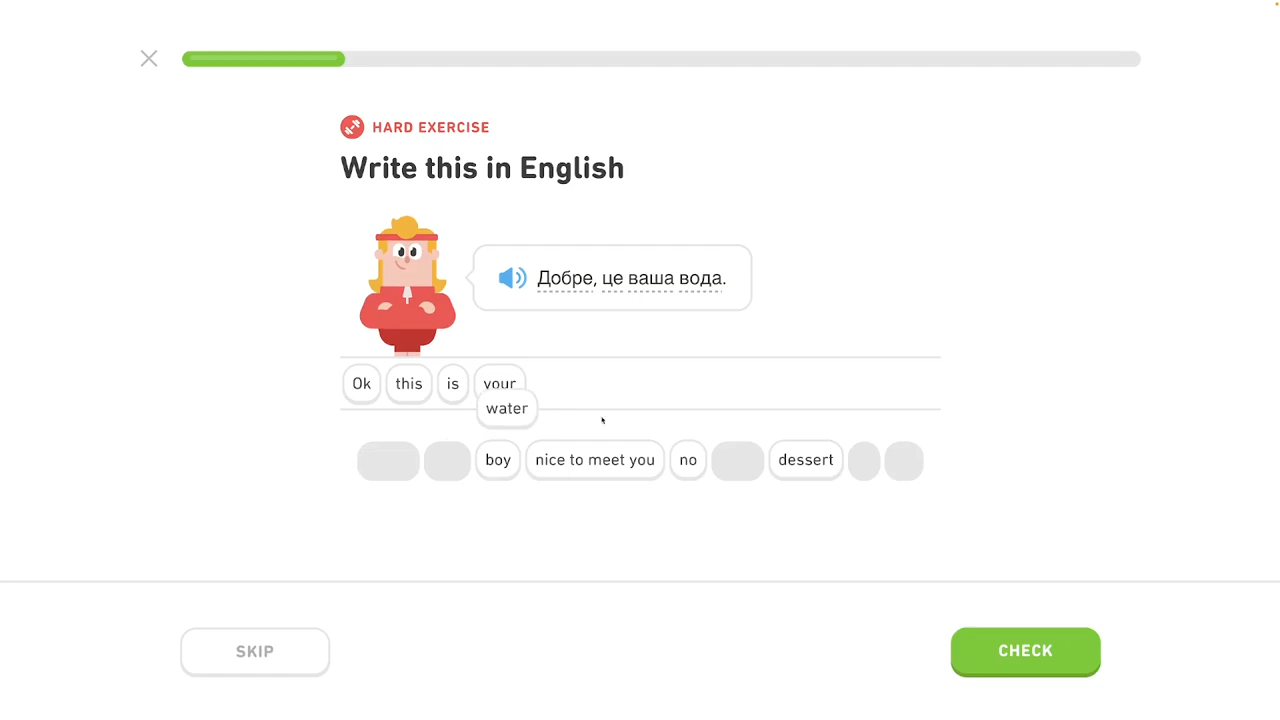 HARD EXERCISE
Write this in English
Добре, це ваша вода.
Ok this is your
water
boy nice to meet you no dessert
SKIP CHECK